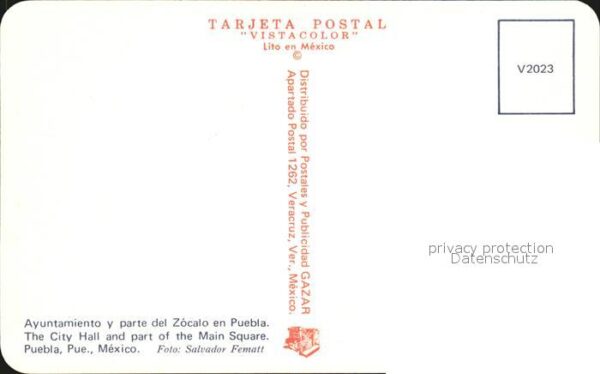 TARJETA POSTAL
"VISTACOLOR"
Lito en México
©
V2023
Distribuido por Postales y Publicidad GAZAR
Apartado Postal 1262, Veracruz, Ver., México.
privacy protection
Datenschutz
Ayuntamiento y parte del Zócalo en Puebla.
The City Hall and part of the Main Square.
Puebla, Pue., México. Foto: Salvador Fematt